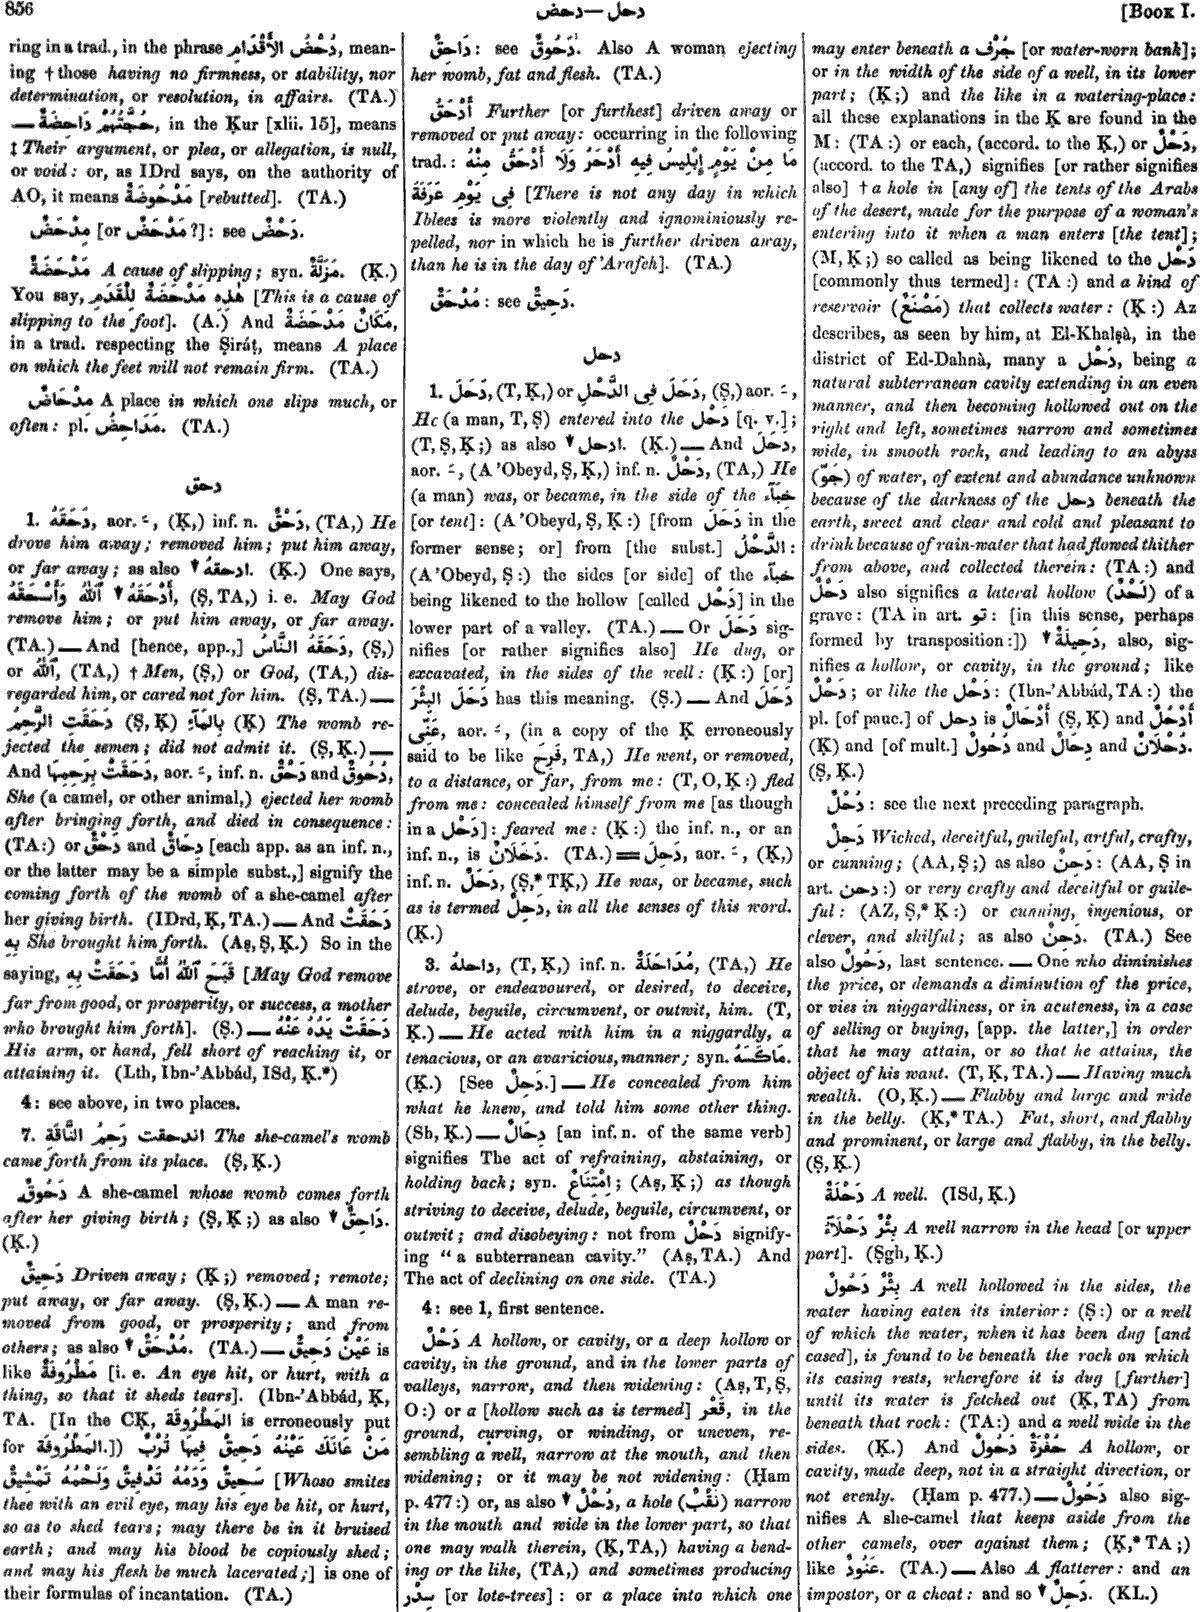 856
دحل — دحض
[BOOK I.
ring in a trad., in the phrase دُحْضُ الأَقْدَامِ, mean-
ing † those having no firmness, or stability, nor
determination, or resolution, in affairs. (TA.)
— حُجَّتُهُمْ دَاحِضَةٌ, in the Ḳur [xlii. 15], means
‡ Their argument, or plea, or allegation, is null,
or void: or, as IDrd says, on the authority of
AO, it means مَدْحُوضَةٌ [rebutted]. (TA.)
مِدْحَضٌ [or مَدْحَضٌ?]: see دَحْضٌ.
مَدْحَضَةٌ A cause of slipping; syn. مَزَلَّةٌ. (Ḳ.)
You say, هٰذِهِ مَدْحَضَةٌ لِلْقَدَمِ [This is a cause of
slipping to the foot]. (A.) And مَكَانٌ مَدْحَضَةٌ,
in a trad. respecting the Ṣiráṭ, means A place
on which the feet will not remain firm. (TA.)
مِدْحَاضٌ A place in which one slips much, or
often: pl. مَدَاحِضُ. (TA.)
دحق
1. دَحَقَهُ, aor. ـَ, (Ḳ,) inf. n. دَحْقٌ, (TA,) He
drove him away; removed him; put him away,
or far away; as also ▼ ادحقهُ. (Ḳ.) One says,
أَدْحَقَهُ ▼ ٱللّٰهُ وَأَسْحَقَهُ, (Ṣ, TA,) i. e. May God
remove him; or put him away, or far away.
(TA.) — And [hence, app.,] دَحَقَهُ النَّاسُ, (Ṣ,)
or ٱللّٰهُ, (TA,) † Men, (Ṣ,) or God, (TA,) dis-
regarded him, or cared not for him. (Ṣ, TA.) —
دَحَقَتِ الرَّحِمُ (Ṣ, Ḳ) بِالمَآءِ (Ḳ) The womb re-
jected the semen; did not admit it. (Ṣ, Ḳ.) —
And دَحَقَتْ بِرَحِمِهَا, aor. ـَ, inf. n. دَحْقٌ and دُحُوقٌ,
She (a camel, or other animal,) ejected her womb
after bringing forth, and died in consequence:
(TA:) or دَحْقٌ and دِحَاقٌ [each app. as an inf. n.,
or the latter may be a simple subst.,] signify the
coming forth of the womb of a she-camel after
her giving birth. (IDrd, Ḳ, TA.) — And دَحَقَتْ
بِهِ She brought him forth. (Aṣ, Ṣ, Ḳ.) So in the
saying, قَبَحَ ٱللّٰهُ أُمًّا دَحَقَتْ بِهِ [May God remove
far from good, or prosperity, or success, a mother
who brought him forth]. (Ṣ.) — دَحَقَتْ يَدُهُ عَنْهُ
His arm, or hand, fell short of reaching it, or
attaining it. (Lth, Ibn-'Abbád, ISd, Ḳ.*)
4: see above, in two places.
7. اندحقت رَحِمُ النَّاقَةِ The she-camel's womb
came forth from its place. (Ṣ, Ḳ.)
دَحُوقٌ A she-camel whose womb comes forth
after her giving birth; (Ṣ, Ḳ;) as also ▼ دَاحِقٌ.
(Ḳ.)
دَحِيقٌ Driven away; (Ḳ;) removed; remote;
put away, or far away. (Ṣ, Ḳ.) — A man re-
moved from good, or prosperity; and from
others; as also ▼ مُدْحَقٌ. (TA.) — عَيْنٌ دَحِيقٌ is
like مَطْرُوفَةٌ [i. e. An eye hit, or hurt, with a
thing, so that it sheds tears]. (Ibn-'Abbád, Ḳ,
TA. [In the CḲ, المَطْرُوقَة is erroneously put
for المَطْرُوفَة.]) مَنْ عَانَكَ عَيْنُهُ دَحِيقٌ فِيهَا تُرْبٌ
سَحِيقٌ وَدَمُهُ تَدْفِيقٌ وَلَحْمُهُ تَمْشِيقٌ [Whoso smites
thee with an evil eye, may his eye be hit, or hurt,
so as to shed tears; may there be in it bruised
earth; and may his blood be copiously shed;
and may his flesh be much lacerated;] is one of
their formulas of incantation. (TA.)
دَاحِقٌ: see دَحُوقٌ. Also A woman ejecting
her womb, fat and flesh. (TA.)
أَدْحَقُ Further [or furthest] driven away or
removed or put away: occurring in the following
trad.: مَا مِنْ يَوْمٍ إِبْلِيسُ فِيهِ أَدْحَرُ وَلَا أَدْحَقُ مِنْهُ
فِى يَوْمِ عَرَفَةَ [There is not any day in which
Iblees is more violently and ignominiously re-
pelled, nor in which he is further driven away,
than he is in the day of 'Arafeh]. (TA.)
مُدْحَقٌ: see دَحِيقٌ.
دحل
1. دَحَلَ, (T, Ḳ,) or دَحَلَ فِى الدَّحْلِ, (Ṣ,) aor. ـَ,
He (a man, T, Ṣ) entered into the دَحْل [q. v.];
(T, Ṣ, Ḳ;) as also ▼ ادحل. (Ḳ.) — And دَحَلَ,
aor. ـَ, (A 'Obeyd, Ṣ, Ḳ,) inf. n. دَحْلٌ, (TA,) He
(a man) was, or became, in the side of the خِبَآء
[or tent]: (A 'Obeyd, Ṣ, Ḳ:) [from دَحَلَ in the
former sense; or] from [the subst.] الدَّحْلُ:
(A 'Obeyd, Ṣ:) the sides [or side] of the خِبَآء
being likened to the hollow [called دَحْل] in the
lower part of a valley. (TA.) — Or دَحَلَ sig-
nifies [or rather signifies also] He dug, or
excavated, in the sides of the well: (Ḳ:) [or]
دَحَلَ البِئْرَ has this meaning. (Ṣ.) — And دَحَلَ
عَنِّى, aor. ـَ, (in a copy of the Ḳ erroneously
said to be like فَرِحَ, TA,) He went, or removed,
to a distance, or far, from me: (T, O, Ḳ:) fled
from me: concealed himself from me [as though
in a دَحْل]: feared me: (Ḳ:) the inf. n., or an
inf. n., is دَحَلَانٌ. (TA.) == دَحِلَ, aor. ـَ, (Ḳ,)
inf. n. دَحَلٌ, (Ṣ,* TḲ,) He was, or became, such
as is termed دَحِلٌ, in all the senses of this word.
(Ḳ.)
3. داحلهُ, (T, Ḳ,) inf. n. مُدَاحَلَةٌ, (TA,) He
strove, or endeavoured, or desired, to deceive,
delude, beguile, circumvent, or outwit, him. (T,
Ḳ.) — He acted with him in a niggardly, a
tenacious, or an avaricious, manner; syn. مَاكَسَهُ.
(Ḳ.) [See دَحِلٌ.] — He concealed from him
what he knew, and told him some other thing.
(Sh, Ḳ.) — دِحَالٌ [an inf. n. of the same verb]
signifies The act of refraining, abstaining, or
holding back; syn. اِمْتِنَاعٌ; (Aṣ, Ḳ;) as though
striving to deceive, delude, beguile, circumvent, or
outwit; and disobeying: not from دَحْلٌ signify-
ing "a subterranean cavity." (Aṣ, TA.) And
The act of declining on one side. (TA.)
4: see 1, first sentence.
دَحْلٌ A hollow, or cavity, or a deep hollow or
cavity, in the ground, and in the lower parts of
valleys, narrow, and then widening: (Aṣ, T, Ṣ,
O:) or a [hollow such as is termed] قَعْر, in the
ground, curving, or winding, or uneven, re-
sembling a well, narrow at the mouth, and then
widening; or it may be not widening: (Ḥam
p. 477:) or, as also ▼ دُحْلٌ, a hole (نَقْبٌ) narrow
in the mouth and wide in the lower part, so that
one may walk therein, (Ḳ, TA,) having a bend-
ing or the like, (TA,) and sometimes producing
سِدْر [or lote-trees]: or a place into which one
may enter beneath a جُرُف [or water-worn bank];
or in the width of the side of a well, in its lower
part; (Ḳ;) and the like in a watering-place:
all these explanations in the Ḳ are found in the
M: (TA:) or each, (accord. to the Ḳ,) or دَحْلٌ,
(accord. to the TA,) signifies [or rather signifies
also] † a hole in [any of] the tents of the Arabs
of the desert, made for the purpose of a woman's
entering into it when a man enters [the tent];
(M, Ḳ;) so called as being likened to the دَحْل
[commonly thus termed]: (TA:) and a kind of
reservoir (مَصْنَعٌ) that collects water: (Ḳ:) Az
describes, as seen by him, at El-Khalṣà, in the
district of Ed-Dahnà, many a دَحْل, being a
natural subterranean cavity extending in an even
manner, and then becoming hollowed out on the
right and left, sometimes narrow and sometimes
wide, in smooth rock, and leading to an abyss
(جَوّ) of water, of extent and abundance unknown
because of the darkness of the دحل beneath the
earth, sweet and clear and cold and pleasant to
drink because of rain-water that had flowed thither
from above, and collected therein: (TA:) and
دَحْلٌ also signifies a lateral hollow (لَحْدٌ) of a
grave: (TA in art. تو: [in this sense, perhaps
formed by transposition:]) ▼ دَحِيلَةٌ, also, sig-
nifies a hollow, or cavity, in the ground; like
دَحْلٌ; or like the دَحْل: (Ibn-'Abbád, TA:) the
pl. [of pauc.] of دحل is أَدْحَالٌ (Ṣ, Ḳ) and أَدْحُلٌ
(Ḳ) and [of mult.] دُحُولٌ and دِحَالٌ and دُحْلَانٌ.
(Ṣ, Ḳ.)
دُحْلٌ: see the next preceding paragraph.
دَحِلٌ Wicked, deceitful, guileful, artful, crafty,
or cunning; (AA, Ṣ;) as also دَحِنٌ: (AA, Ṣ in
art. دحن:) or very crafty and deceitful or guile-
ful: (AZ, Ṣ,* Ḳ:) or cunning, ingenious, or
clever, and skilful; as also دَحِنٌ. (TA.) See
also دَحُولٌ, last sentence. — One who diminishes
the price, or demands a diminution of the price,
or vies in niggardliness, or in acuteness, in a case
of selling or buying, [app. the latter,] in order
that he may attain, or so that he attains, the
object of his want. (T, Ḳ, TA.) — Having much
wealth. (O, Ḳ.) — Flabby and large and wide
in the belly. (Ḳ,* TA.) Fat, short, and flabby
and prominent, or large and flabby, in the belly.
(Ṣ, Ḳ.)
دَحْلَةٌ A well. (ISd, Ḳ.)
بِئْرٌ دَحْلَآءُ A well narrow in the head [or upper
part]. (Ṣgh, Ḳ.)
بِئْرٌ دَحُولٌ A well hollowed in the sides, the
water having eaten its interior: (Ṣ:) or a well
of which the water, when it has been dug [and
cased], is found to be beneath the rock on which
its casing rests, wherefore it is dug [further]
until its water is fetched out (Ḳ, TA) from
beneath that rock: (TA:) and a well wide in the
sides. (Ḳ.) And حُفْرَةٌ دَحُولٌ A hollow, or
cavity, made deep, not in a straight direction, or
not evenly. (Ḥam p. 477.) — دَحُولٌ also sig-
nifies A she-camel that keeps aside from the
other camels, over against them; (Ḳ,* TA;)
like عَنُودٌ. (TA.) — Also A flatterer: and an
impostor, or a cheat: and so ▼ دَحِلٌ. (KL.)